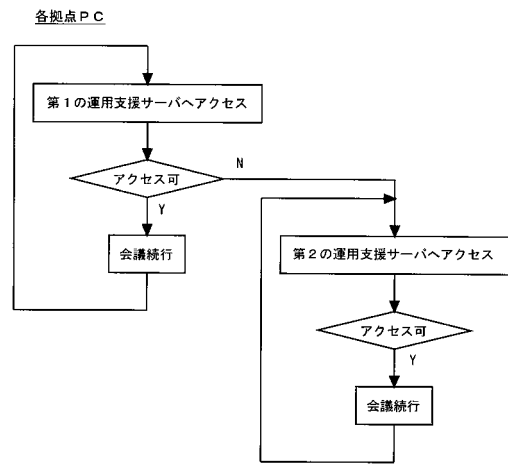 各拠点ＰＣ
第１の運用支援サーバへアクセス
アクセス可
N
Y
会議続行
第２の運用支援サーバへアクセス
アクセス可
Y
会議続行